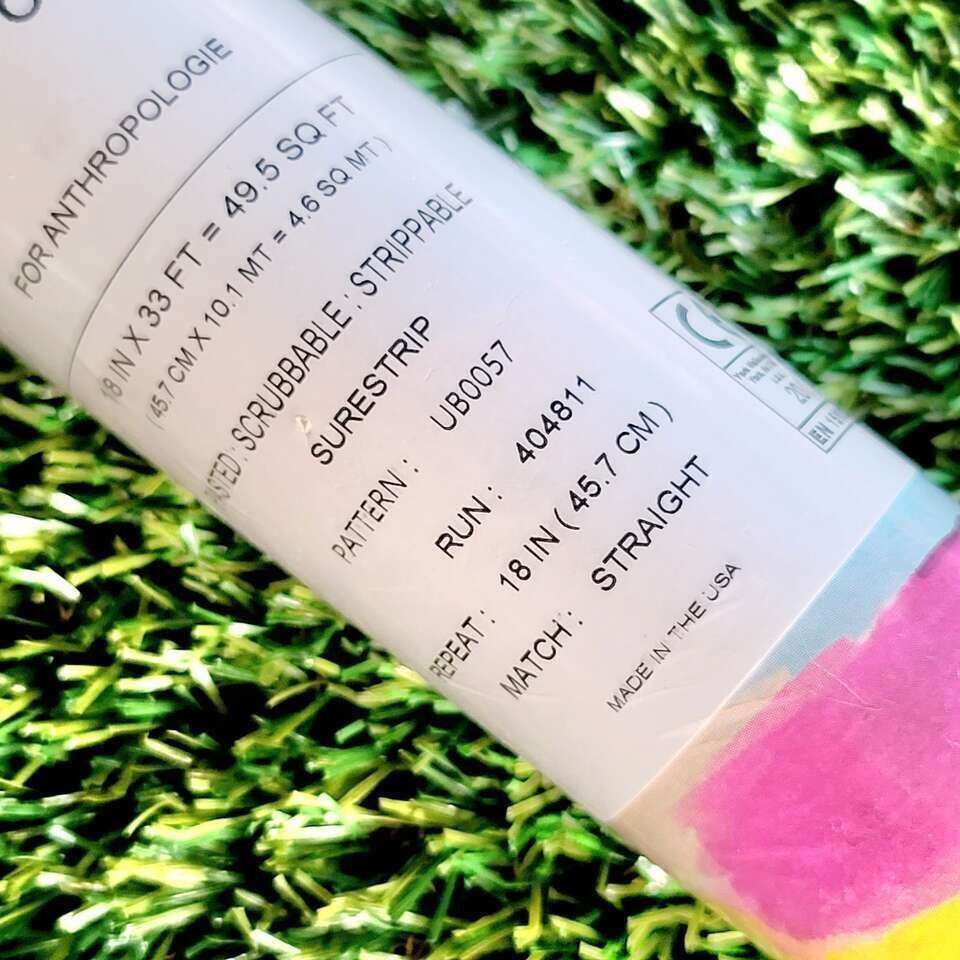 FOR ANTHROPOLOGIE
18 IN X 33 FT = 49.5 SQ FT
(45.7 CM X 10.1 MT = 4.6 SQ MT)
SCRUBBABLE : STRIPPABLE
SURESTRIP
PATTERN : UB0057
RUN : 404811
REPEAT : 18 IN ( 45.7 CM )
MATCH : STRAIGHT
MADE IN THE USA
CE
EN